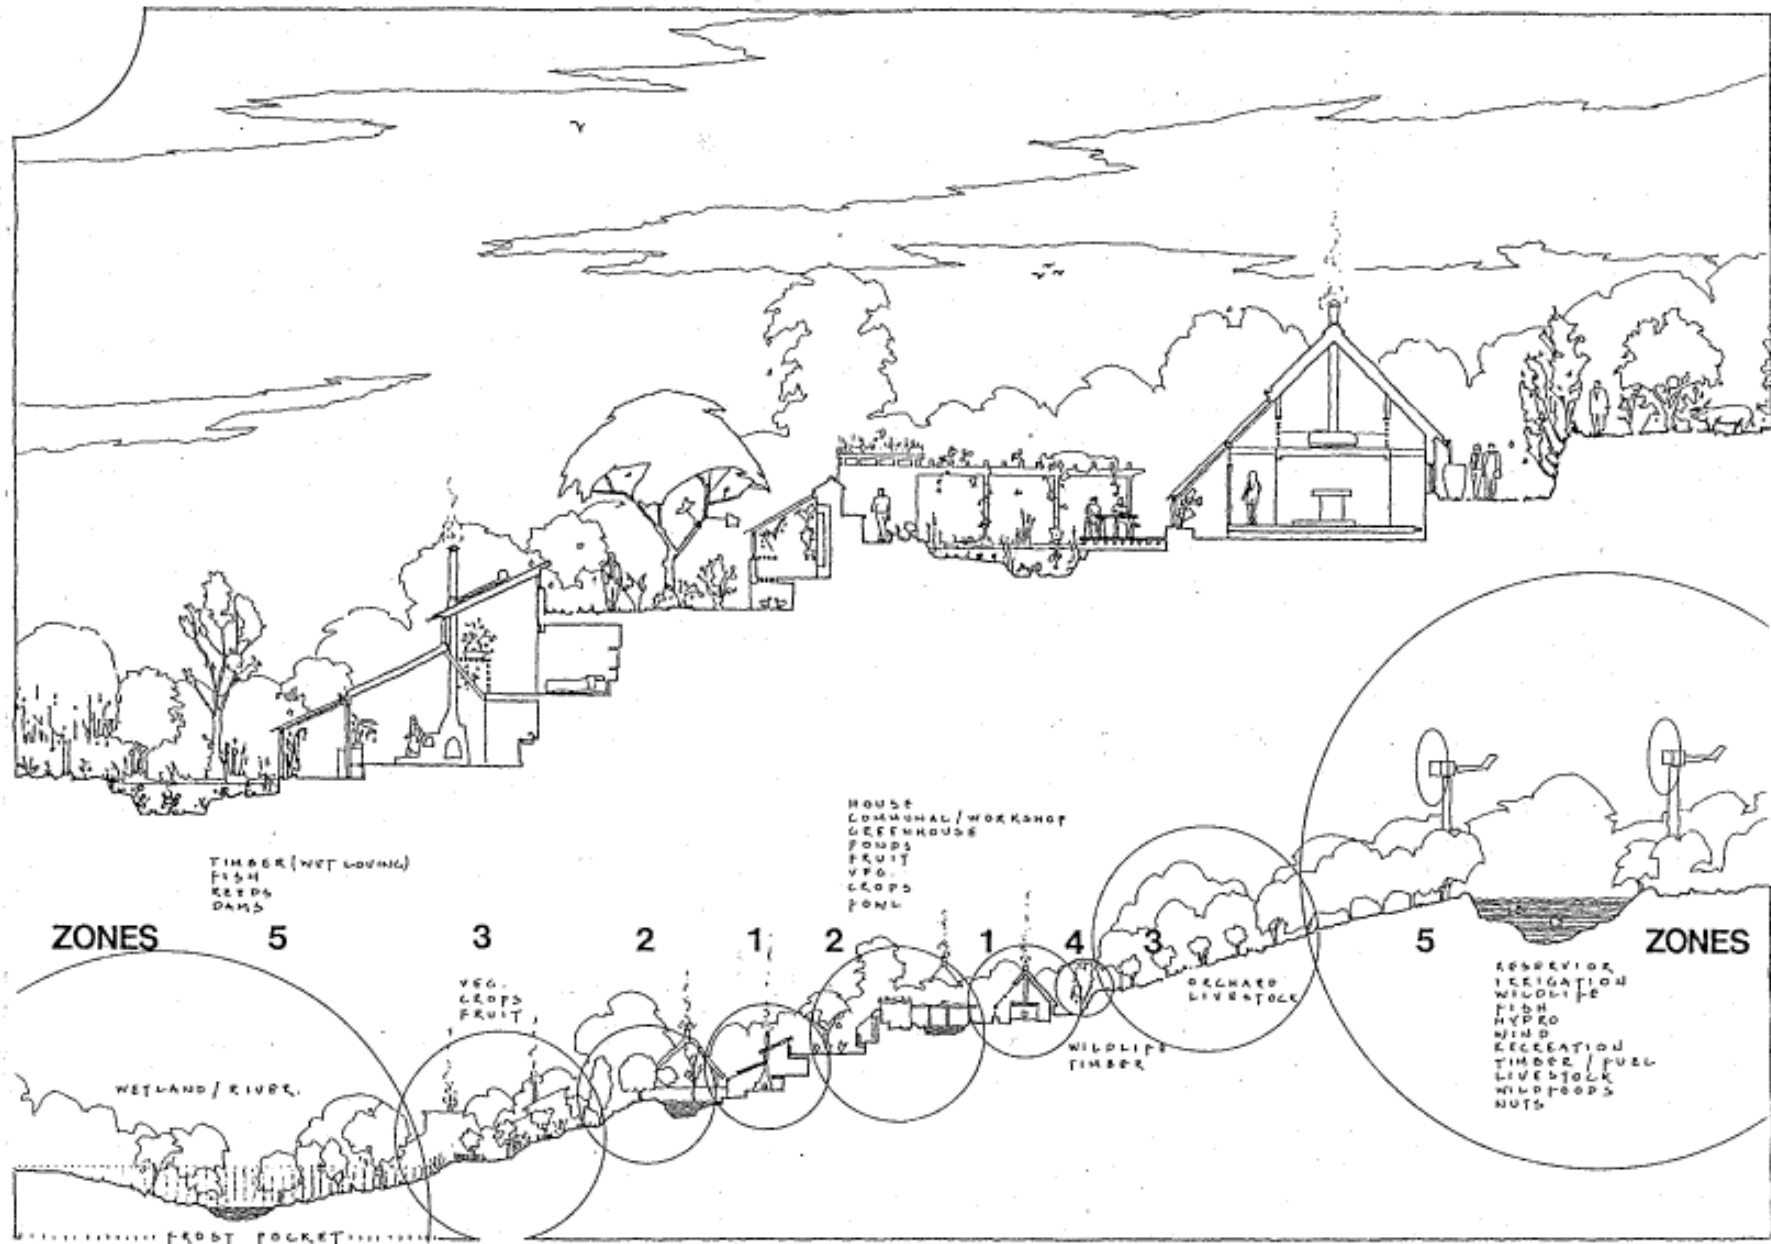 TIMBER (WET LOVING)
FISH
REEDS
DAMS
HOUSE
COMMUNAL / WORKSHOP
GREENHOUSE
PONDS
FRUIT
VEG.
CROPS
FOWL
ZONES 5 3 2 1 2 1 4 3 5 ZONES
VEG.
CROPS
FRUIT
ORCHARD
LIVESTOCK
WILDLIFE
TIMBER
RESERVIOR
IRRIGATION
WILDLIFE
FISH
HYDRO
WIND
RECREATION
TIMBER / FUEL
LIVESTOCK
WILDFOODS
NUTS
WETLAND / RIVER.
FROST POCKET